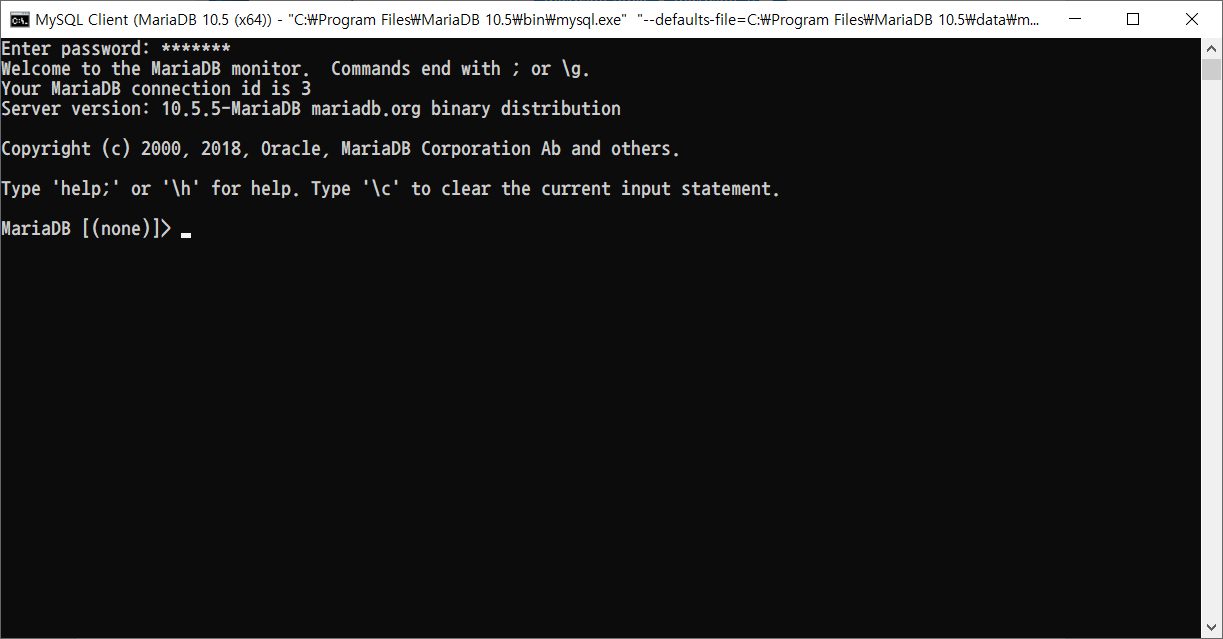 MySQL Client (MariaDB 10.5 (x64)) - "C:₩Program Files₩MariaDB 10.5₩bin₩mysql.exe" "--defaults-file=C:₩Program Files₩MariaDB 10.5₩data₩m...
Enter password: *******
Welcome to the MariaDB monitor.  Commands end with ; or \g.
Your MariaDB connection id is 3
Server version: 10.5.5-MariaDB mariadb.org binary distribution
Copyright (c) 2000, 2018, Oracle, MariaDB Corporation Ab and others.
Type 'help;' or '\h' for help. Type '\c' to clear the current input statement.
MariaDB [(none)]> _